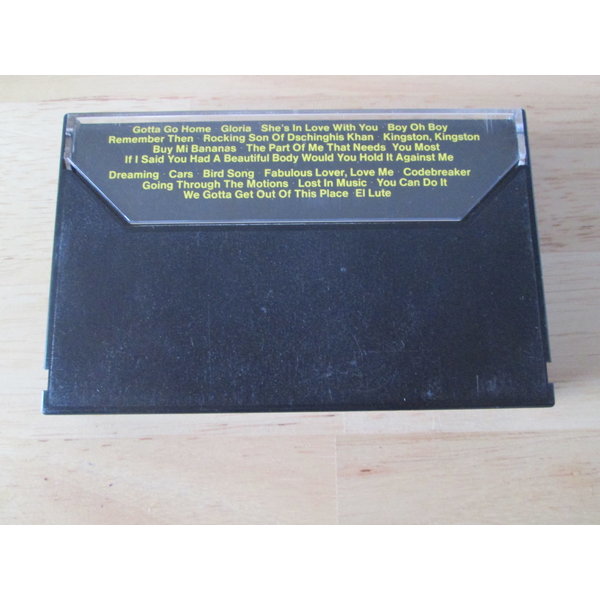 Gotta Go Home · Gloria · She's In Love With You · Boy Oh Boy
Remember Then · Rocking Son Of Dschinghis Khan · Kingston, Kingston
Buy Mi Bananas · The Part Of Me That Needs You Most
If I Said You Had A Beautiful Body Would You Hold It Against Me
Dreaming · Cars · Bird Song · Fabulous Lover, Love Me · Codebreaker
Going Through The Motions · Lost In Music · You Can Do It
We Gotta Get Out Of This Place · El Lute